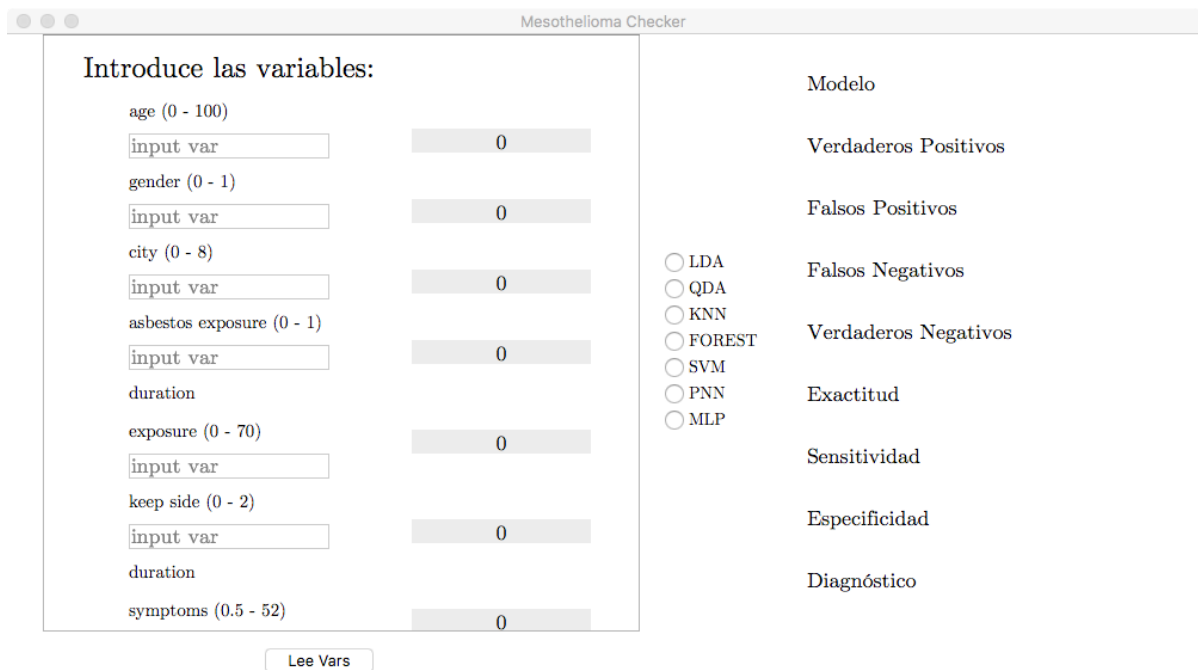 Mesothelioma Checker
Introduce las variables:
age (0 - 100)
input var
0
gender (0 - 1)
input var
0
city (0 - 8)
input var
0
asbestos exposure (0 - 1)
input var
0
duration
exposure (0 - 70)
input var
0
keep side (0 - 2)
input var
0
duration
symptoms (0.5 - 52)
0
Lee Vars
LDA
QDA
KNN
FOREST
SVM
PNN
MLP
Modelo
Verdaderos Positivos
Falsos Positivos
Falsos Negativos
Verdaderos Negativos
Exactitud
Sensitividad
Especificidad
Diagnóstico